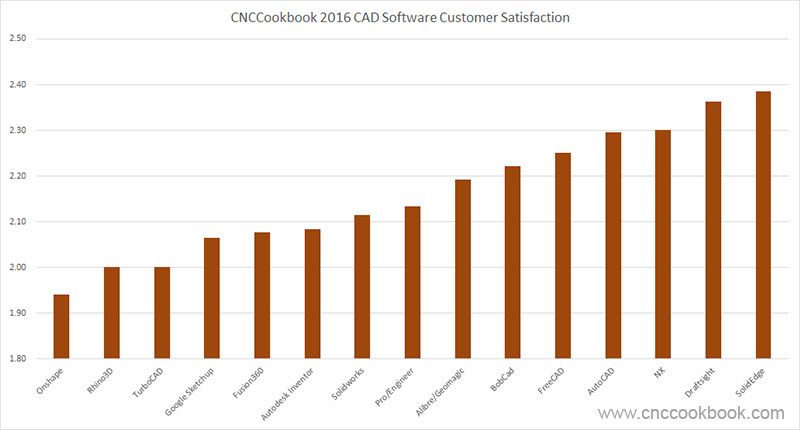 CNCCookbook 2016 CAD Software Customer Satisfaction
2.50
2.40
2.30
2.20
2.10
2.00
1.90
1.80
Onshape
Rhino3D
TurboCAD
Google Sketchup
Fusion360
Autodesk Inventor
Solidworks
Pro/Engineer
Alibre/Geomagic
BobCad
FreeCAD
AutoCAD
NX
Draftsight
SolidEdge
www.cnccookbook.com